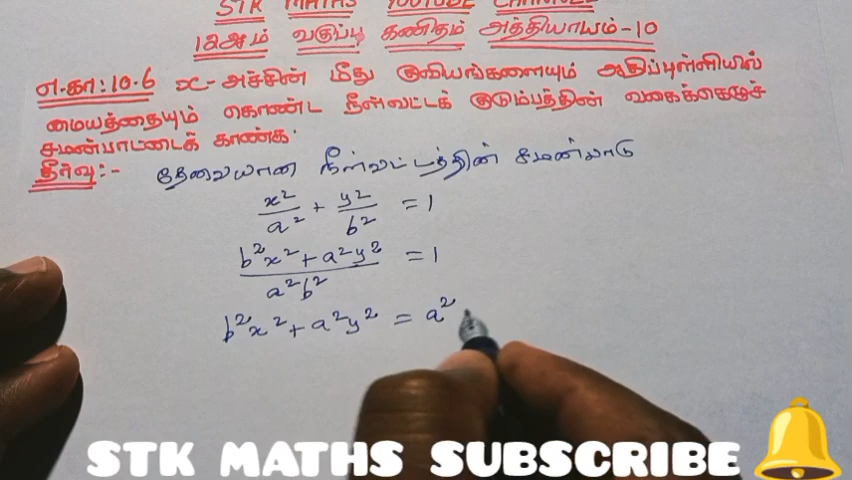 STK MATHS YOUTUBE CHANNEL
12ஆம் வகுப்பு கணிதம் அத்தியாயம்-10
எ.கா:10.6 x-அச்சின் மீது குவியங்களையும் ஆதிப்புள்ளியில்
மையத்தையும் கொண்ட நீள்வட்டக் குடும்பத்தின் வகைக்கெழுச்
சமன்பாட்டைக் காண்க.
தீர்வு:- தேவையான நீள்வட்டத்தின் சமன்பாடு
x²/a² + y²/b² = 1
(b²x² + a²y²)/(a²b²) = 1
b²x² + a²y² = a²
STK MATHS SUBSCRIBE